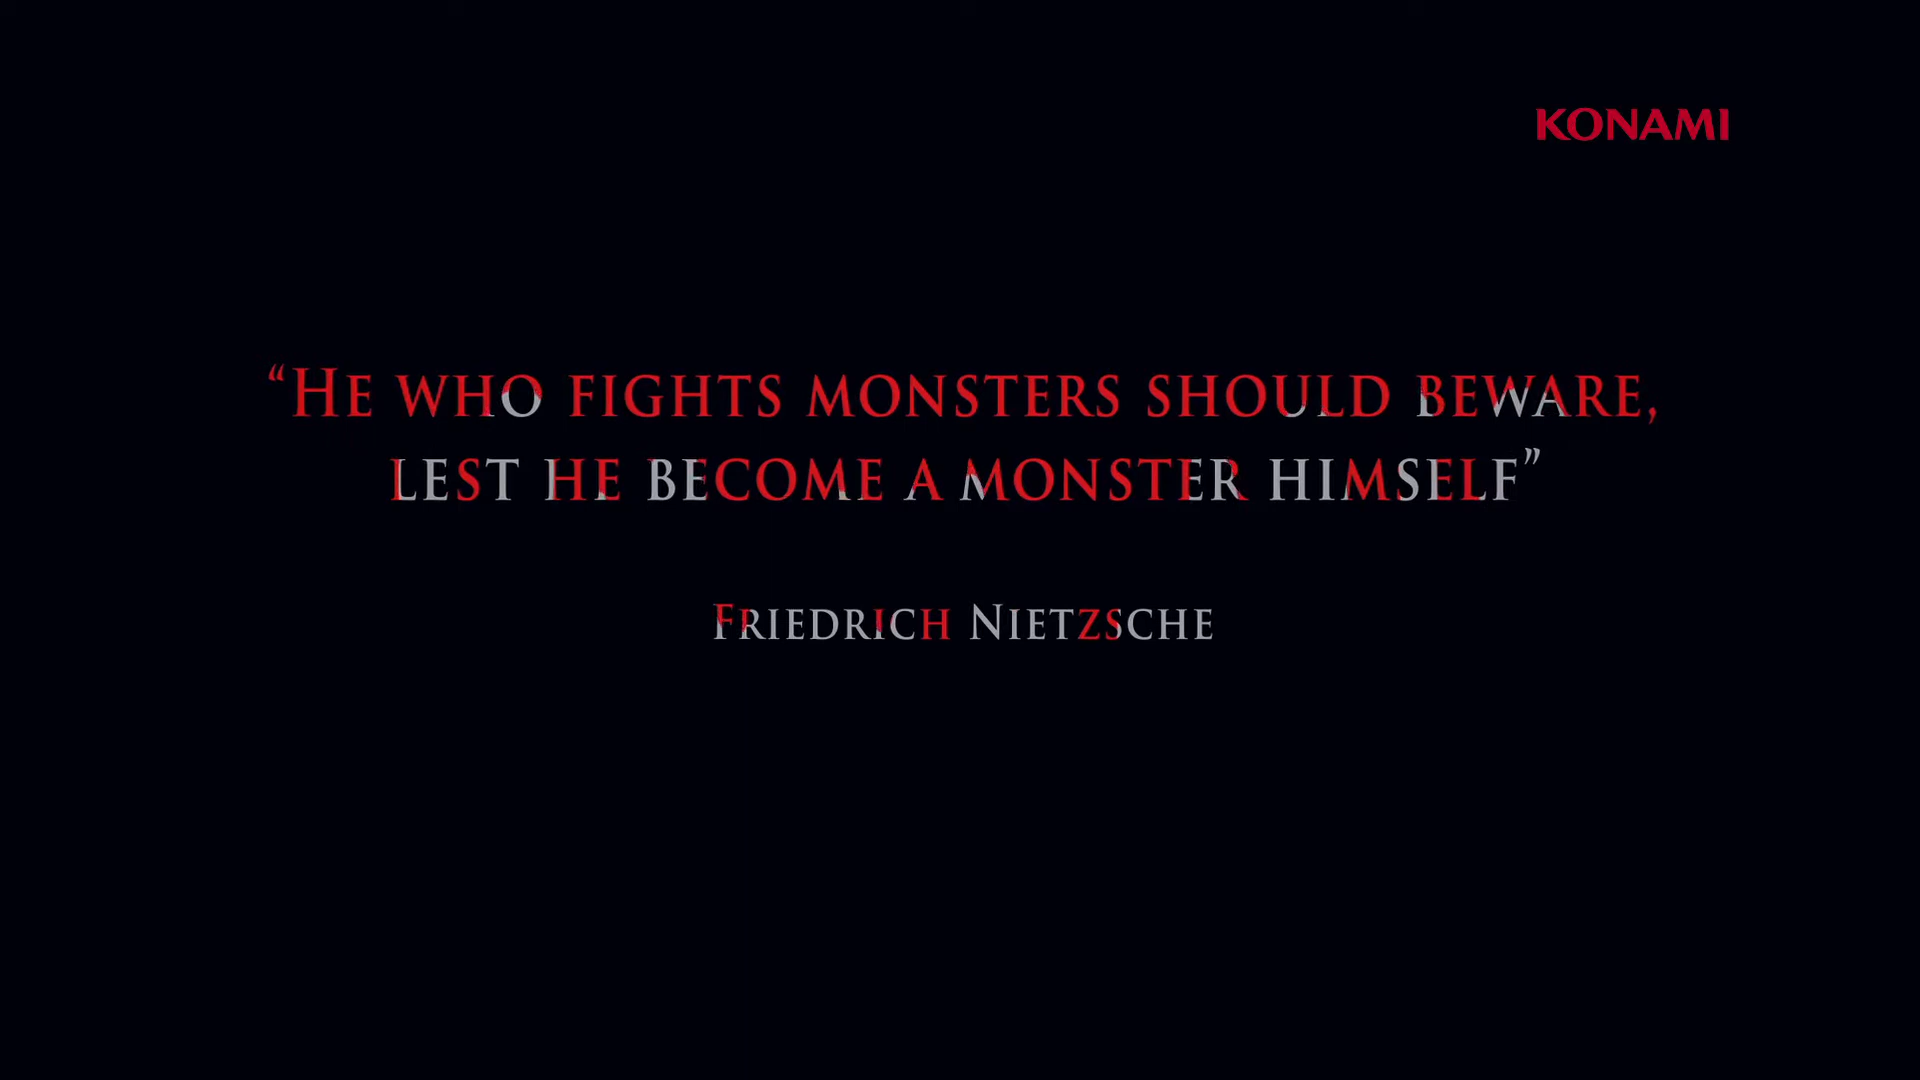 KONAMI
“He who fights monsters should beware,
lest he become a monster himself”
Friedrich Nietzsche